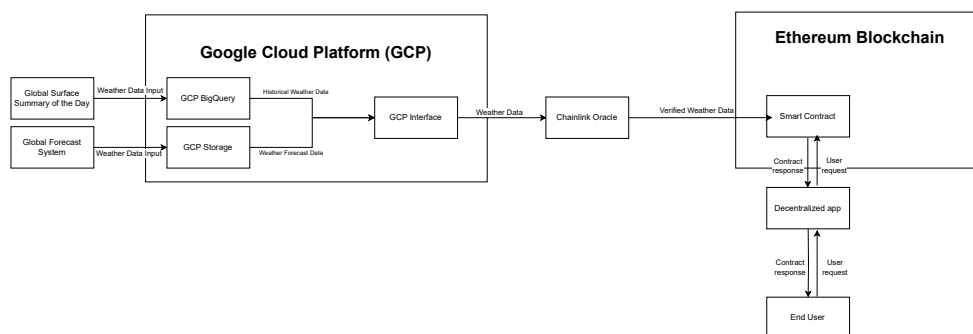 Google Cloud Platform (GCP)
Ethereum Blockchain
Global Surface
Summary of the Day
Weather Data Input
GCP BigQuery
Historical Weather Data
GCP Interface
Weather Data
Chainlink Oracle
Verified Weather Data
Smart Contract
Global Forecast
System
Weather Data Input
GCP Storage
Weather Forecast Data
Contract
response
User
request
Decentralized app
Contract
response
User
request
End User